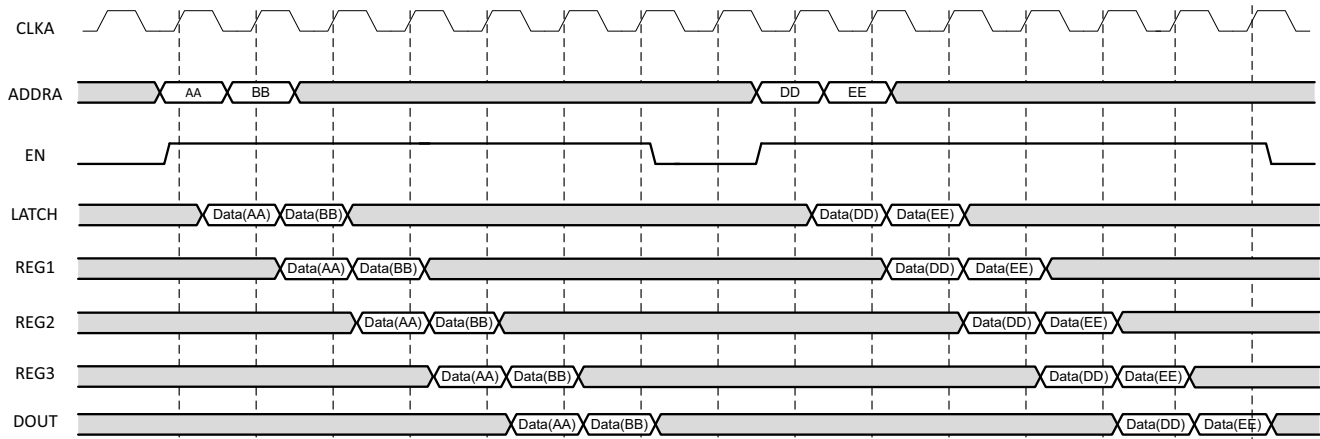 CLKA
ADDRA AA BB DD EE
EN
LATCH Data(AA) Data(BB) Data(DD) Data(EE)
REG1 Data(AA) Data(BB) Data(DD) Data(EE)
REG2 Data(AA) Data(BB) Data(DD) Data(EE)
REG3 Data(AA) Data(BB) Data(DD) Data(EE)
DOUT Data(AA) Data(BB) Data(DD) Data(EE)